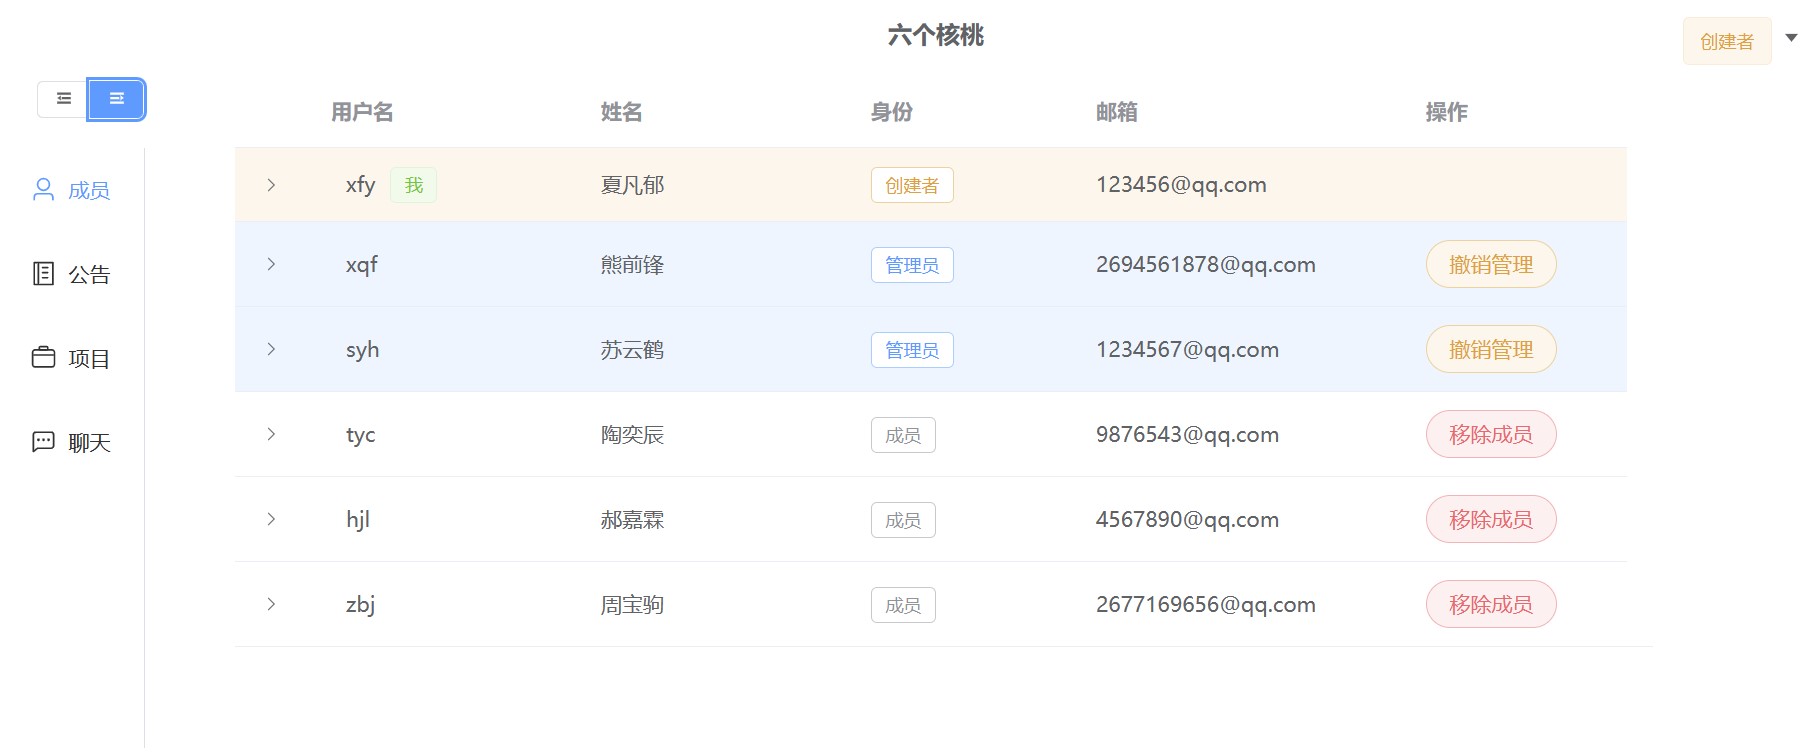 六个核桃
创建者
用户名 姓名 身份 邮箱 操作
成员
公告
项目
聊天
xfy 我 夏凡郁 创建者 123456@qq.com
xqf 熊前锋 管理员 2694561878@qq.com 撤销管理
syh 苏云鹤 管理员 1234567@qq.com 撤销管理
tyc 陶奕辰 成员 9876543@qq.com 移除成员
hjl 郝嘉霖 成员 4567890@qq.com 移除成员
zbj 周宝驹 成员 2677169656@qq.com 移除成员